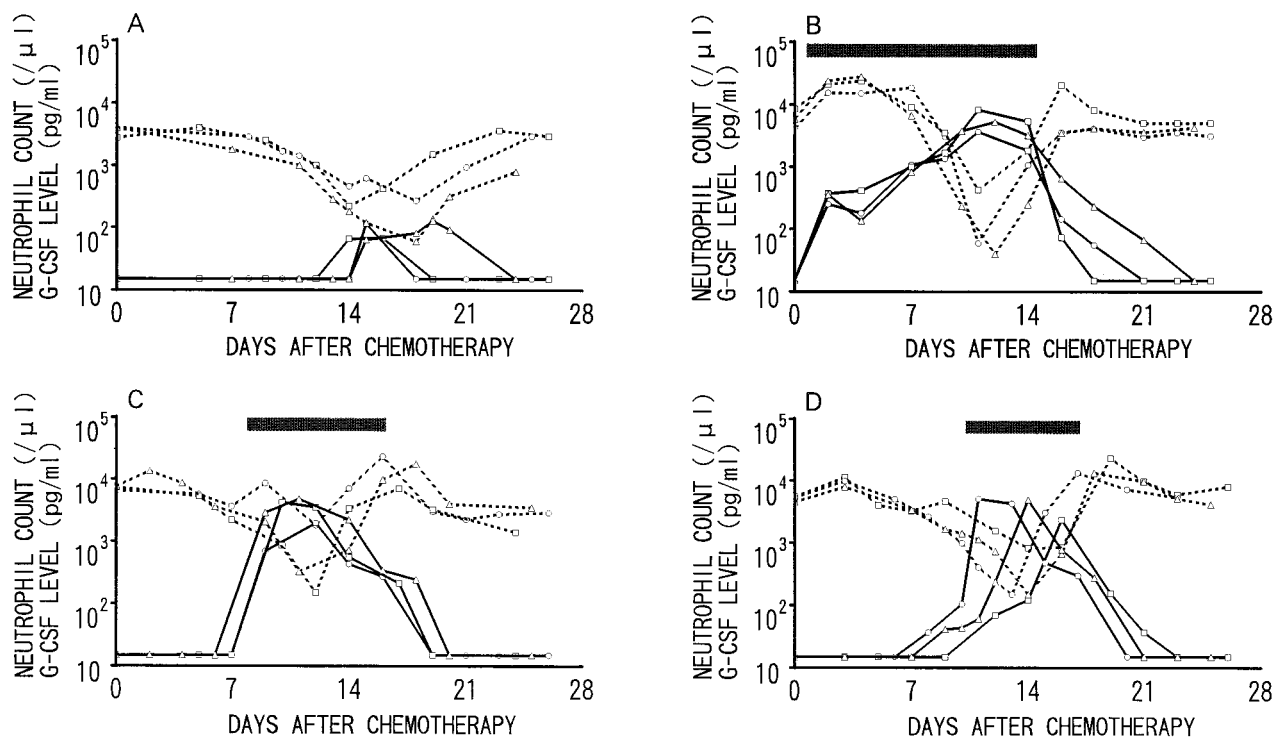 A
NEUTROPHIL COUNT (/μl)
G-CSF LEVEL (pg/ml)
10⁵
10⁴
10³
10²
10
0 7 14 21 28
DAYS AFTER CHEMOTHERAPY
B
NEUTROPHIL COUNT (/μl)
G-CSF LEVEL (pg/ml)
10⁵
10⁴
10³
10²
10
0 7 14 21 28
DAYS AFTER CHEMOTHERAPY
C
NEUTROPHIL COUNT (/μl)
G-CSF LEVEL (pg/ml)
10⁵
10⁴
10³
10²
10
0 7 14 21 28
DAYS AFTER CHEMOTHERAPY
D
NEUTROPHIL COUNT (/μl)
G-CSF LEVEL (pg/ml)
10⁵
10⁴
10³
10²
10
0 7 14 21 28
DAYS AFTER CHEMOTHERAPY